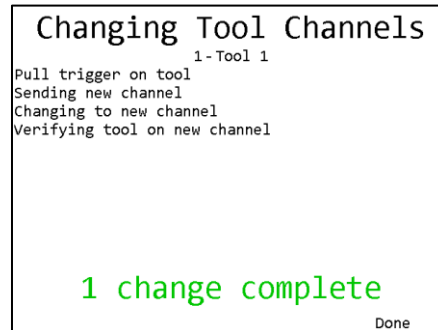 Changing Tool Channels
1-Tool 1
Pull trigger on tool
Sending new channel
Changing to new channel
Verifying tool on new channel
1 change complete
Done